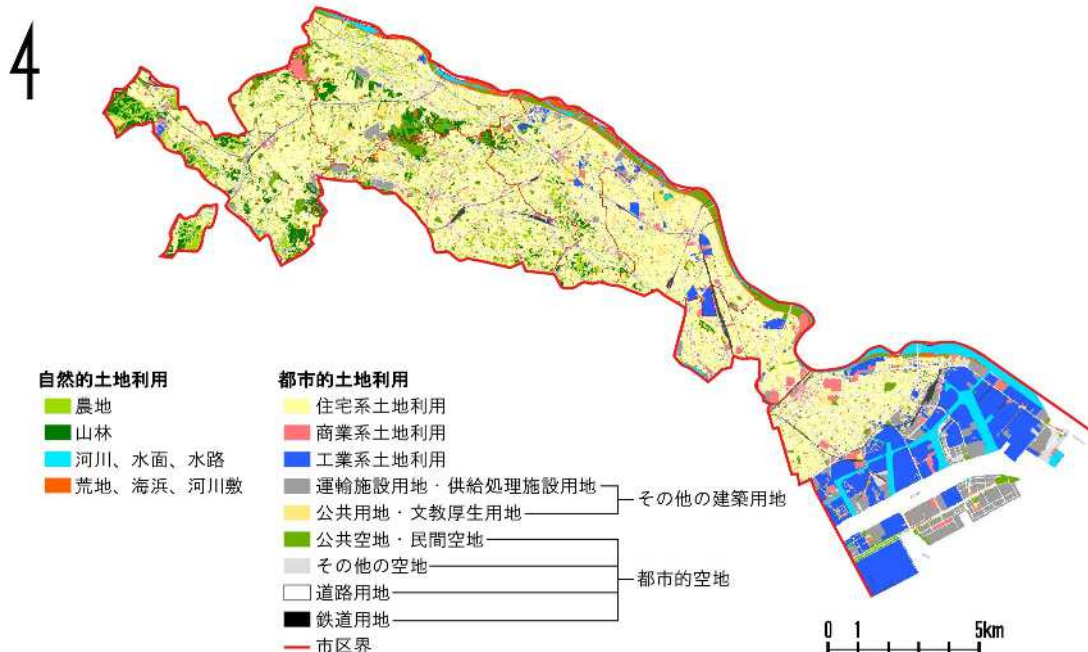 4
自然的土地利用
農地
山林
河川、水面、水路
荒地、海浜、河川敷
都市的土地利用
住宅系土地利用
商業系土地利用
工業系土地利用
運輸施設用地・供給処理施設用地
公共用地・文教厚生用地
その他の建築用地
公共空地・民間空地
その他の空地
道路用地
鉄道用地
都市的空地
市区界
0 1 5km